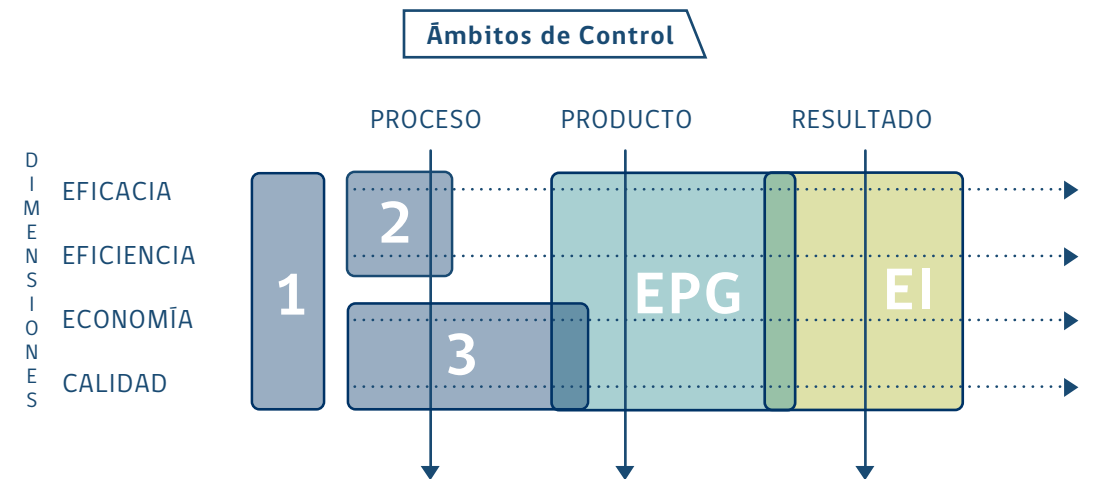 Ámbitos de Control
PROCESO PRODUCTO RESULTADO
DIMENSIONES
EFICACIA
2
EFICIENCIA
1
EPG
EI
ECONOMÍA
3
CALIDAD